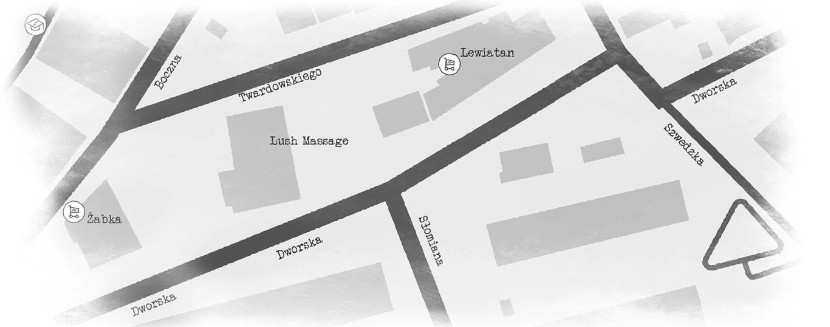 Boczna
Twardowskiego
Lewiatan
Dworska
Lush Massage
Szwedzka
Żabka
Słomiana
Dworska
Dworska